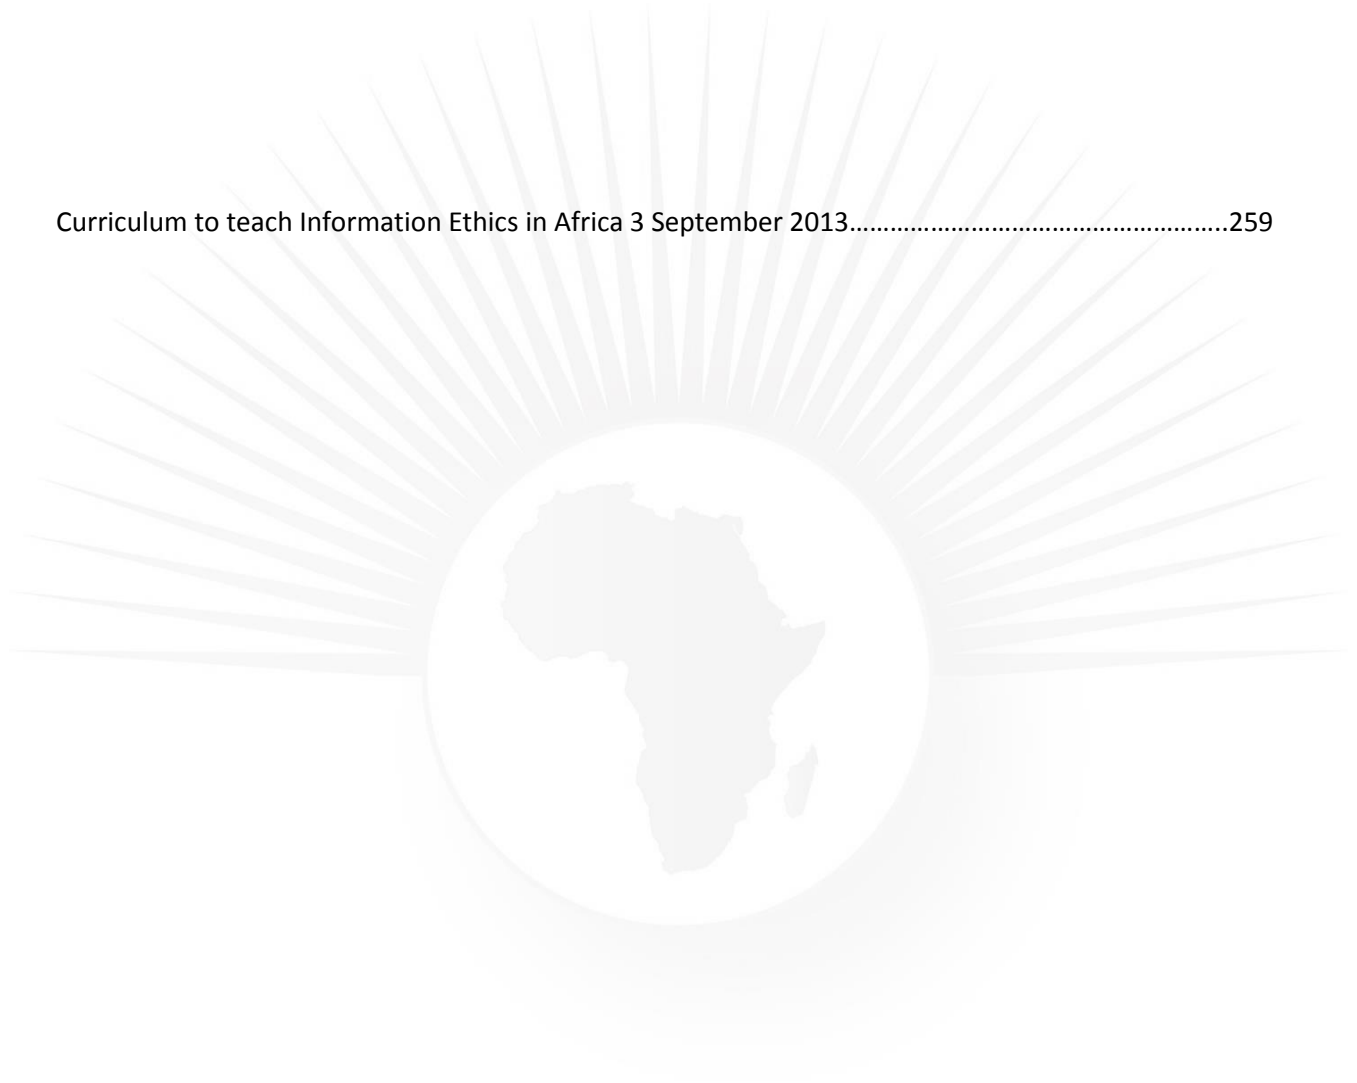 Curriculum to teach Information Ethics in Africa 3 September 2013……………………………………………..259